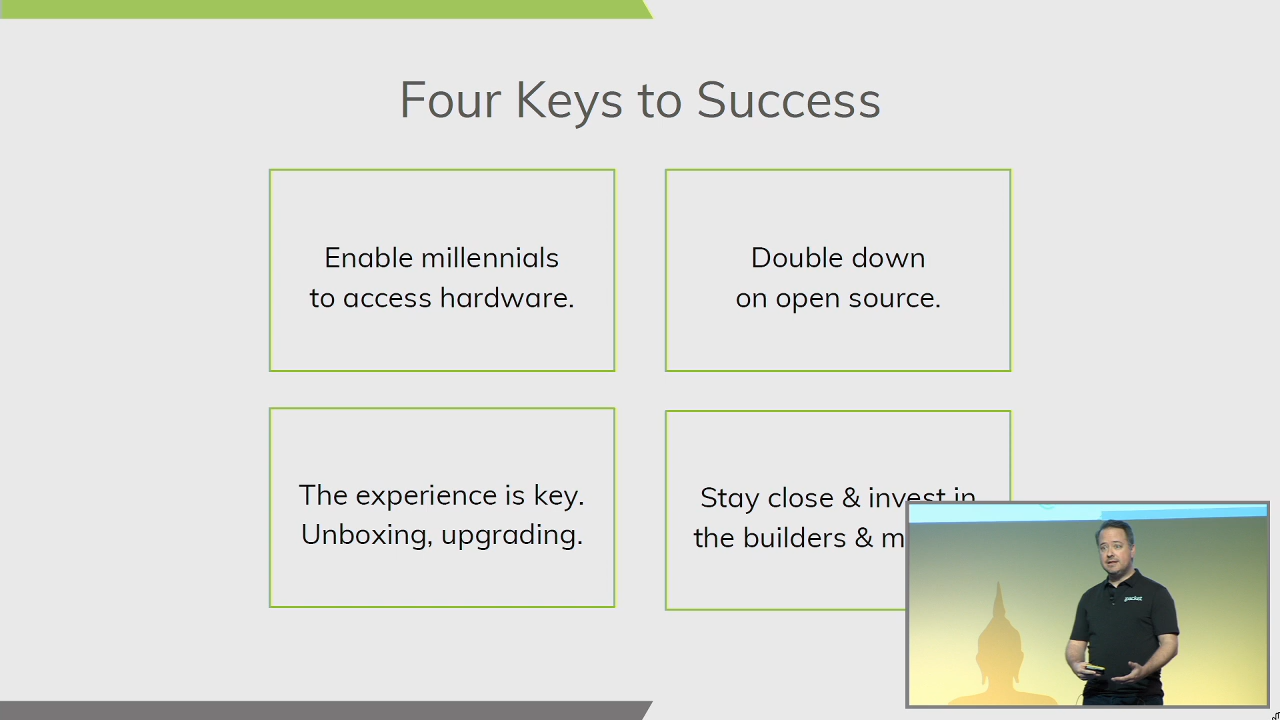 Four Keys to Success
Enable millennials
to access hardware.
Double down
on open source.
The experience is key.
Unboxing, upgrading.
Stay close & invest in
the builders &
packet